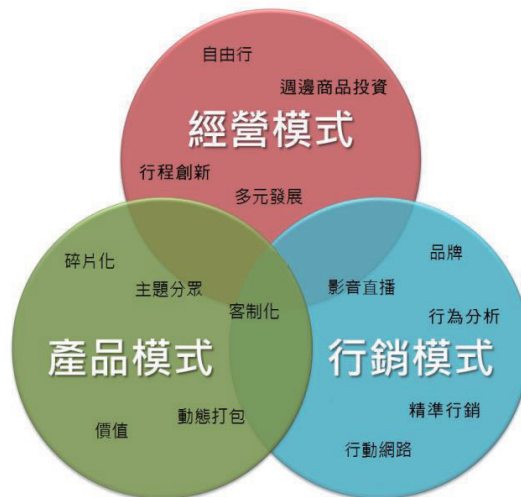 自由行
週邊商品投資
經營模式
行程創新
多元發展
碎片化
主題分眾
客制化
影音直播
品牌
行為分析
產品模式
行銷模式
價值
動態打包
精準行銷
行動網路